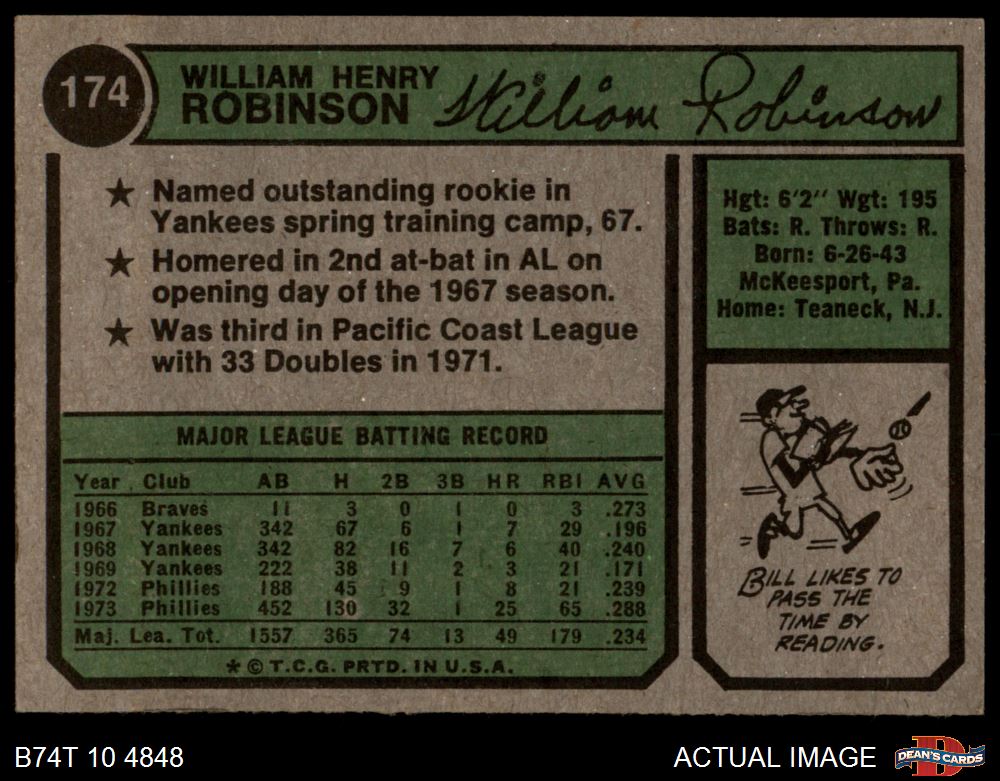 174
WILLIAM HENRY
ROBINSON
William Robinson
★ Named outstanding rookie in
Yankees spring training camp, 67.
★ Homered in 2nd at-bat in AL on
opening day of the 1967 season.
★ Was third in Pacific Coast League
with 33 Doubles in 1971.
Hgt: 6'2" Wgt: 195
Bats: R. Throws: R.
Born: 6-26-43
McKeesport, Pa.
Home: Teaneck, N.J.
MAJOR LEAGUE BATTING RECORD
Year Club AB H 2B 3B HR RBI AVG
1966 Braves 11 3 0 1 0 3 .273
1967 Yankees 342 67 6 1 7 29 .196
1968 Yankees 342 82 16 7 6 40 .240
1969 Yankees 222 38 11 2 3 21 .171
1972 Phillies 188 45 9 1 8 21 .239
1973 Phillies 452 130 32 1 25 65 .288
Maj. Lea. Tot. 1557 365 74 13 49 179 .234
★ © T.C.G. PRTD. IN U.S.A.
BILL LIKES TO
PASS THE
TIME BY
READING.
B74T 10 4848
ACTUAL IMAGE
D
DEAN'S CARDS